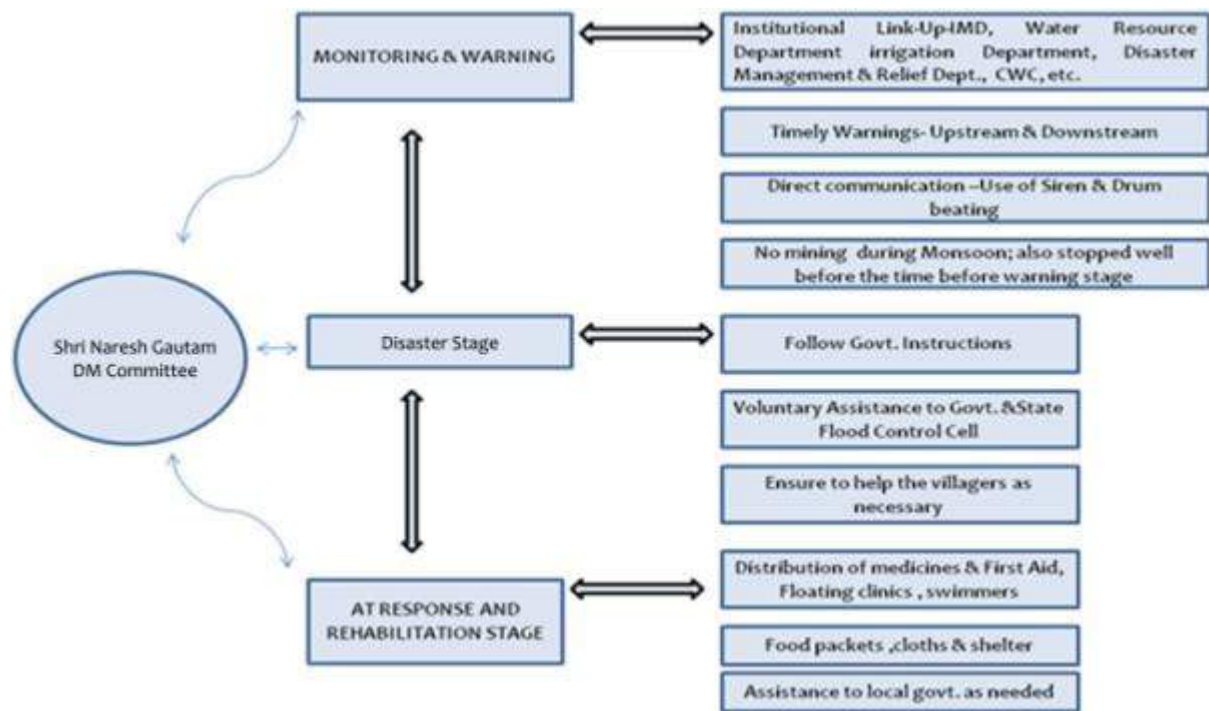 MONITORING & WARNING
Institutional Link-Up-IMD, Water Resource
Department irrigation Department, Disaster
Management & Relief Dept., CWC, etc.
Timely Warnings- Upstream & Downstream
Direct communication –Use of Siren & Drum
beating
No mining during Monsoon; also stopped well
before the time before warning stage
Shri Naresh Gautam
DM Committee
Disaster Stage
Follow Govt. Instructions
Voluntary Assistance to Govt. &State
Flood Control Cell
Ensure to help the villagers as
necessary
AT RESPONSE AND
REHABILITATION STAGE
Distribution of medicines & First Aid,
Floating clinics , swimmers
Food packets ,cloths & shelter
Assistance to local govt. as needed